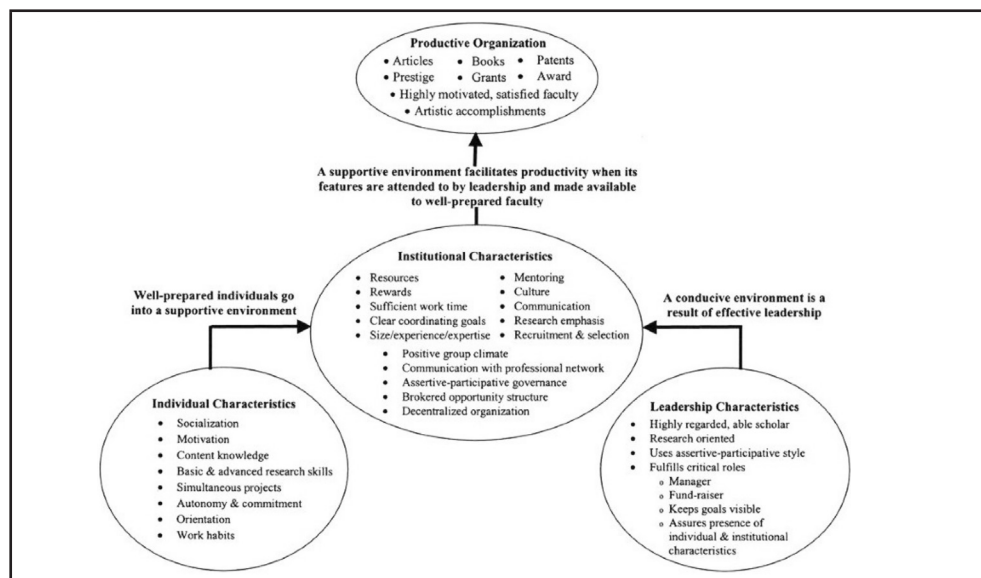 Productive Organization
• Articles • Books • Patents
• Prestige • Grants • Award
• Highly motivated, satisfied faculty
• Artistic accomplishments
A supportive environment facilitates productivity when its
features are attended to by leadership and made available
to well-prepared faculty
Institutional Characteristics
• Resources • Mentoring
• Rewards • Culture
• Sufficient work time • Communication
• Clear coordinating goals • Research emphasis
• Size/experience/expertise • Recruitment & selection
• Positive group climate
• Communication with professional network
• Assertive-participative governance
• Brokered opportunity structure
• Decentralized organization
Well-prepared individuals go
into a supportive environment
A conducive environment is a
result of effective leadership
Individual Characteristics
• Socialization
• Motivation
• Content knowledge
• Basic & advanced research skills
• Simultaneous projects
• Autonomy & commitment
• Orientation
• Work habits
Leadership Characteristics
• Highly regarded, able scholar
• Research oriented
• Uses assertive-participative style
• Fulfills critical roles
o Manager
o Fund-raiser
o Keeps goals visible
o Assures presence of
individual & institutional
characteristics